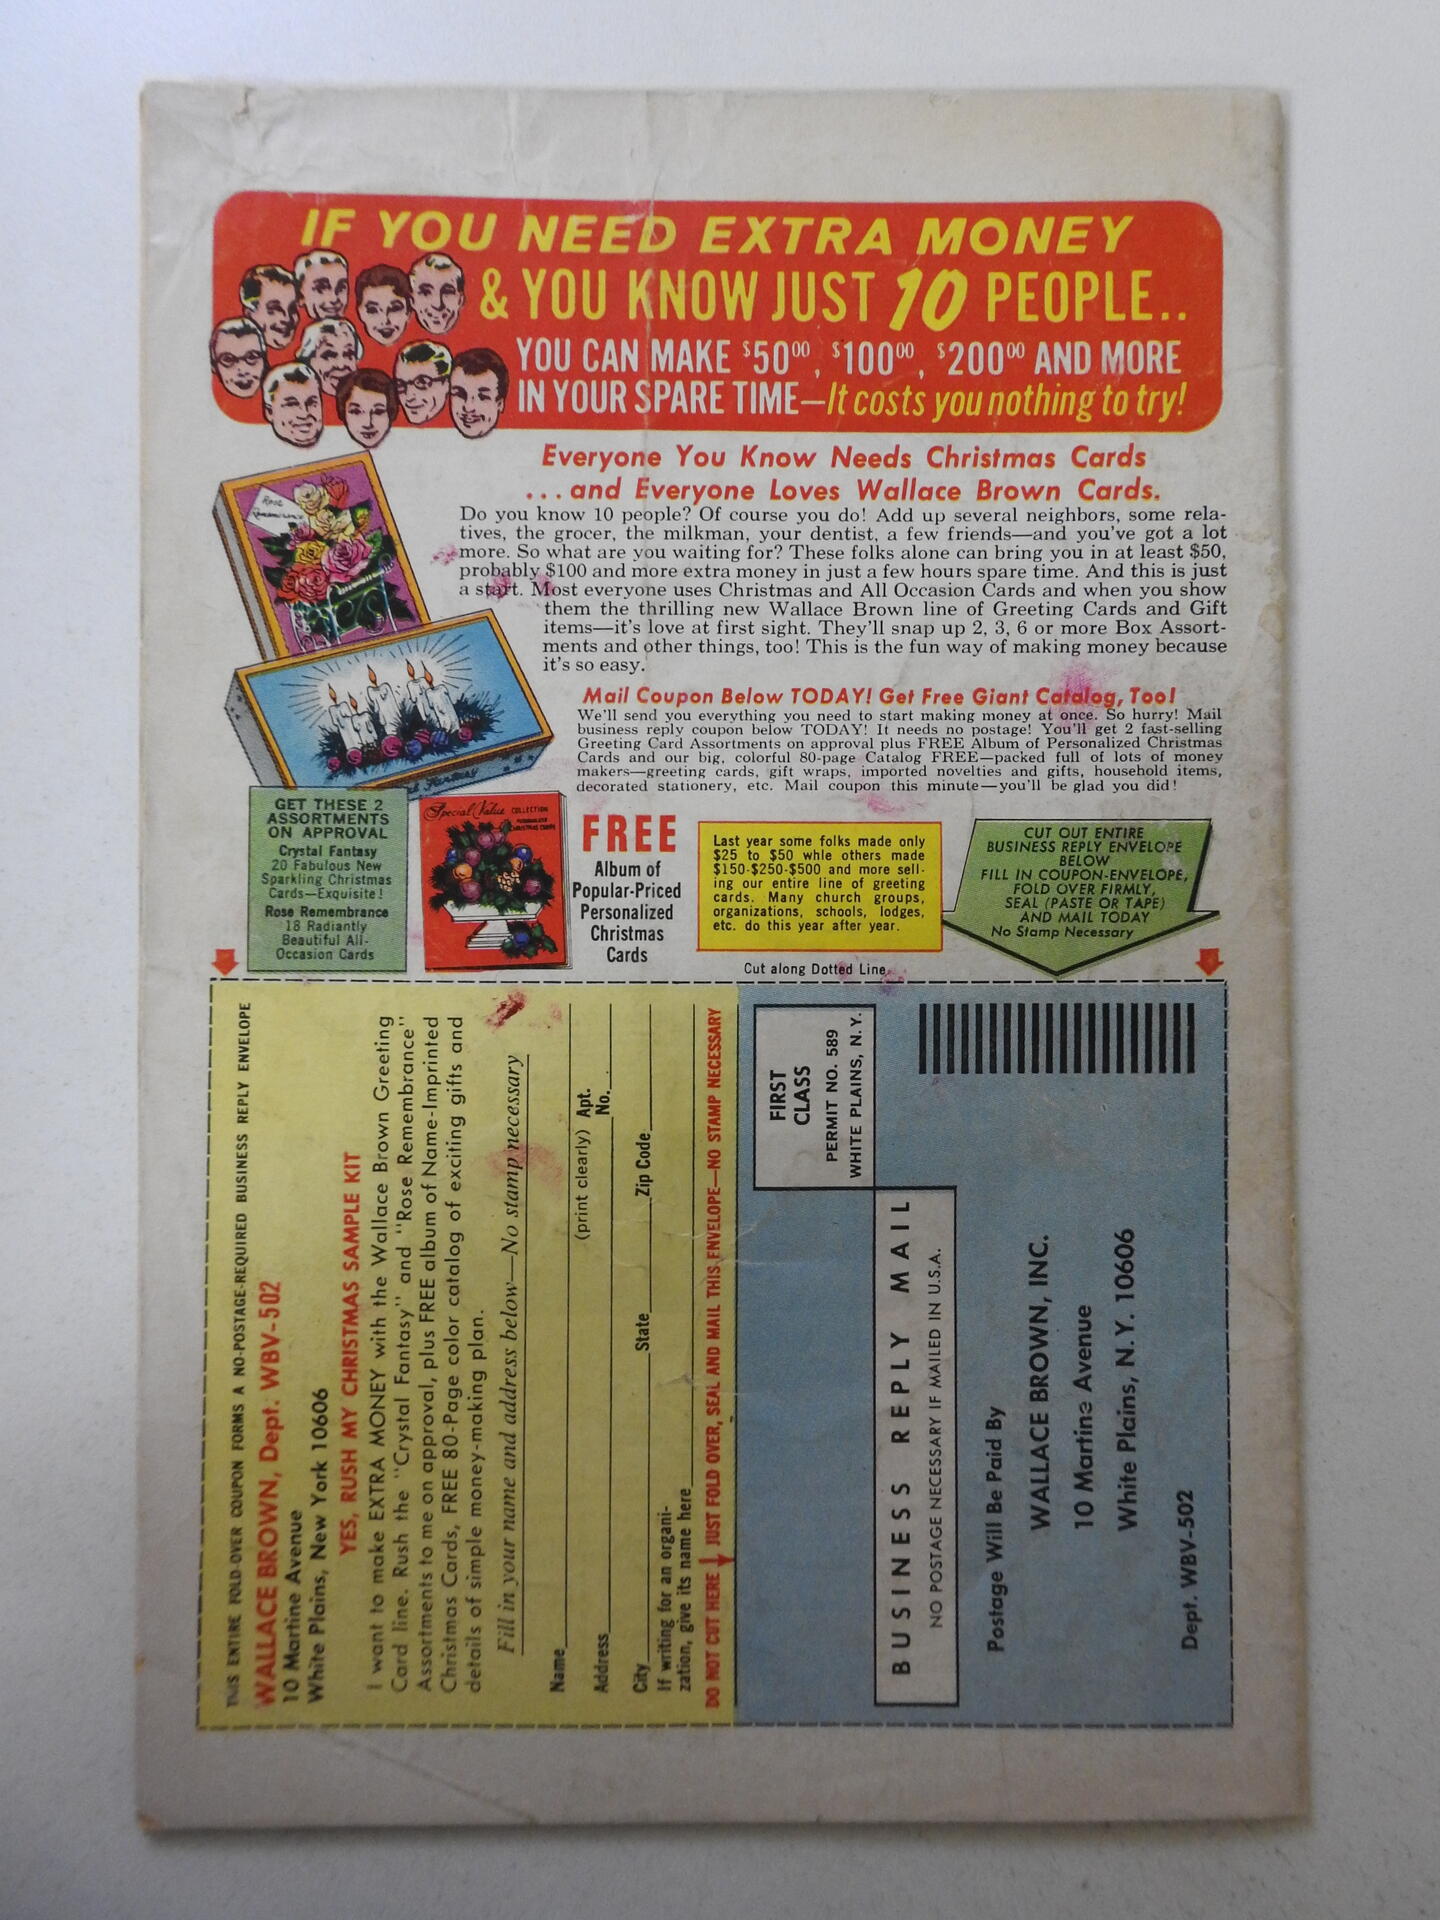 IF YOU NEED EXTRA MONEY
& YOU KNOW JUST 10 PEOPLE..
YOU CAN MAKE $50⁰⁰, $100⁰⁰, $200⁰⁰ AND MORE
IN YOUR SPARE TIME—It costs you nothing to try!
Everyone You Know Needs Christmas Cards
...and Everyone Loves Wallace Brown Cards.
Do you know 10 people? Of course you do! Add up several neighbors, some rela-
tives, the grocer, the milkman, your dentist, a few friends—and you've got a lot
more. So what are you waiting for? These folks alone can bring you in at least $50,
probably $100 and more extra money in just a few hours spare time. And this is just
a start. Most everyone uses Christmas and All Occasion Cards and when you show
them the thrilling new Wallace Brown line of Greeting Cards and Gift
items—it's love at first sight. They'll snap up 2, 3, 6 or more Box Assort-
ments and other things, too! This is the fun way of making money because
it's so easy.
Rose
Remembrance
Fantasy
Mail Coupon Below TODAY! Get Free Giant Catalog, Too!
We'll send you everything you need to start making money at once. So hurry! Mail
business reply coupon below TODAY! It needs no postage! You'll get 2 fast-selling
Greeting Card Assortments on approval plus FREE Album of Personalized Christmas
Cards and our big, colorful 80-page Catalog FREE—packed full of lots of money
makers—greeting cards, gift wraps, imported novelties and gifts, household items,
decorated stationery, etc. Mail coupon this minute—you'll be glad you did!
GET THESE 2
ASSORTMENTS
ON APPROVAL
Crystal Fantasy
20 Fabulous New
Sparkling Christmas
Cards—Exquisite!
Rose Remembrance
18 Radiantly
Beautiful All-
Occasion Cards
Special Value COLLECTION
PERSONALIZED
CHRISTMAS CARDS
FREE
Album of
Popular-Priced
Personalized
Christmas
Cards
Last year some folks made only
$25 to $50 whle others made
$150-$250-$500 and more sell-
ing our entire line of greeting
cards. Many church groups,
organizations, schools, lodges,
etc. do this year after year.
CUT OUT ENTIRE
BUSINESS REPLY ENVELOPE
BELOW
FILL IN COUPON-ENVELOPE,
FOLD OVER FIRMLY,
SEAL (PASTE OR TAPE)
AND MAIL TODAY
No Stamp Necessary
Cut along Dotted Line
THIS ENTIRE FOLD-OVER COUPON FORMS A NO-POSTAGE-REQUIRED BUSINESS REPLY ENVELOPE
WALLACE BROWN, Dept. WBV-502
10 Martine Avenue
White Plains, New York 10606
YES, RUSH MY CHRISTMAS SAMPLE KIT
I want to make EXTRA MONEY with the Wallace Brown Greeting
Card line. Rush the "Crystal Fantasy" and "Rose Remembrance"
Assortments to me on approval, plus FREE album of Name-Imprinted
Christmas Cards, FREE 80-Page color catalog of exciting gifts and
details of simple money-making plan.
Fill in your name and address below—No stamp necessary
Name
(print clearly)
Address Apt. No.
City State Zip Code
If writing for an organi-
zation, give its name here
DO NOT CUT HERE JUST FOLD OVER, SEAL AND MAIL THIS ENVELOPE—NO STAMP NECESSARY
FIRST
CLASS
PERMIT NO. 589
WHITE PLAINS, N.Y.
BUSINESS REPLY MAIL
NO POSTAGE NECESSARY IF MAILED IN U.S.A.
Postage Will Be Paid By
WALLACE BROWN, INC.
10 Martine Avenue
White Plains, N.Y. 10606
Dept. WBV-502